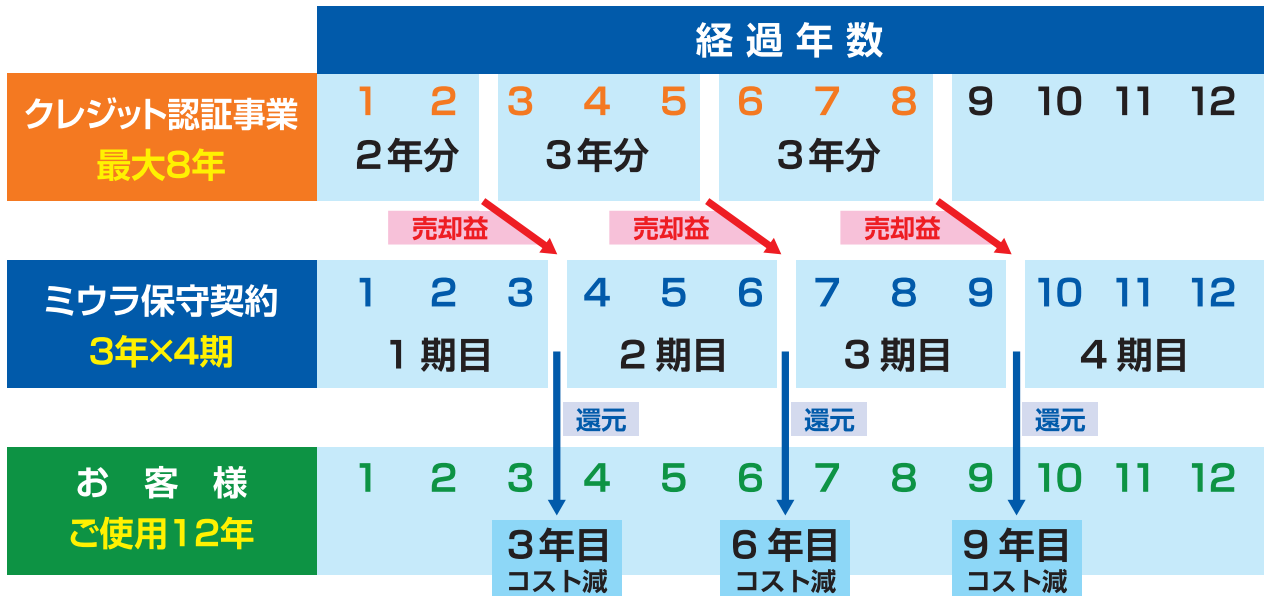 経過年数
クレジット認証事業
最大8年
1 2 3 4 5 6 7 8 9 10 11 12
2年分 3年分 3年分
売却益 売却益 売却益
ミウラ保守契約
3年×4期
1 2 3 4 5 6 7 8 9 10 11 12
1期目 2期目 3期目 4期目
還元 還元 還元
お客様
ご使用12年
1 2 3 4 5 6 7 8 9 10 11 12
3年目 6年目 9年目
コスト減 コスト減 コスト減